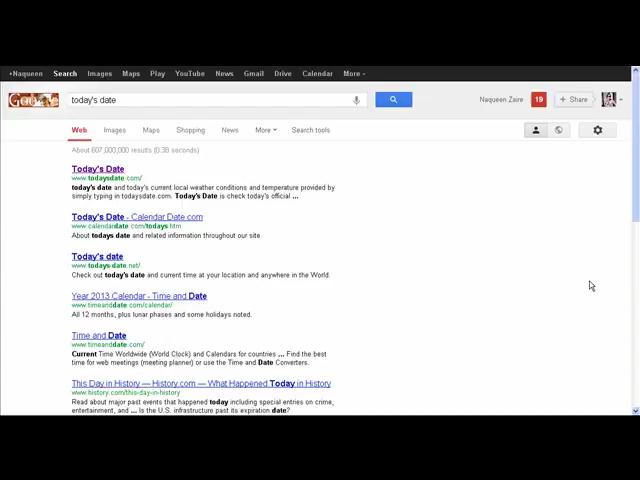 +Naqueen Search Images Maps Play YouTube News Gmail Drive Calendar More
Google today's date Naqueen Zaire 19 + Share
Web Images Maps Shopping News More Search tools
About 607,000,000 results (0.38 seconds)
Today's Date
www.todaysdate.com/
today's date and today's current local weather conditions and temperature provided by
simply typing in todaysdate.com. Today's Date is check today's official ...
Today's Date - Calendar Date.com
www.calendardate.com/todays.htm
About todays date and related information throughout our site
Today's date
www.todays-date.net/
Check out today's date and current time at your location and anywhere in the World.
Year 2013 Calendar - Time and Date
www.timeanddate.com/calendar/
All 12 months, plus lunar phases and some holidays noted.
Time and Date
www.timeanddate.com/
Current Time Worldwide (World Clock) and Calendars for countries ... Find the best
time for web meetings (meeting planner) or use the Time and Date Converters.
This Day in History — History.com — What Happened Today in History
www.history.com/this-day-in-history
Read about major past events that happened today including special entries on crime,
entertainment, and ... Is the U.S. infrastructure past its expiration date?